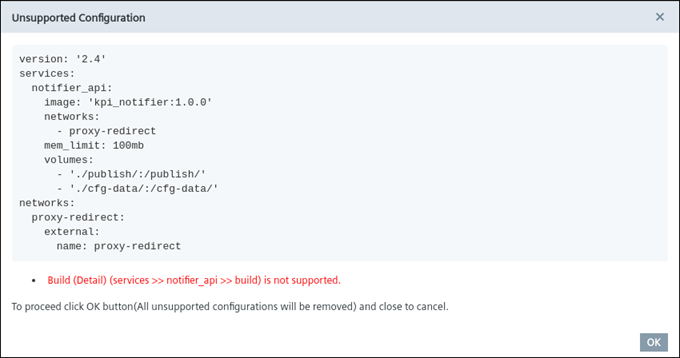 Unsupported Configuration
version: '2.4'
services:
  notifier_api:
    image: 'kpi_notifier:1.0.0'
    networks:
      - proxy-redirect
    mem_limit: 100mb
    volumes:
      - './publish/:/publish/'
      - './cfg-data/:/cfg-data/'
networks:
  proxy-redirect:
    external:
      name: proxy-redirect
• Build (Detail) (services >> notifier_api >> build) is not supported.
To proceed click OK button(All unsupported configurations will be removed) and close to cancel.
OK